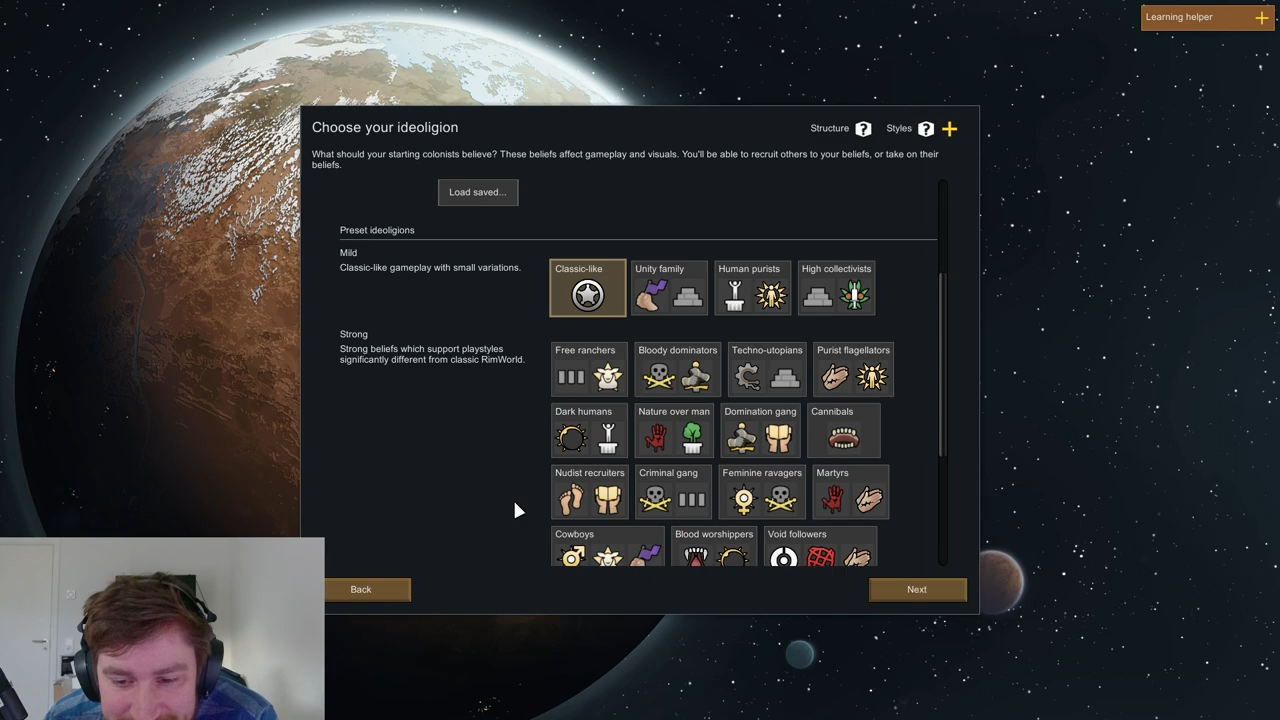 Learning helper
Choose your ideoligion
Structure
Styles
What should your starting colonists believe? These beliefs affect gameplay and visuals. You'll be able to recruit others to your beliefs, or take on their
beliefs.
Load saved...
Preset ideoligions
Mild
Classic-like gameplay with small variations.
Classic-like
Unity family
Human purists
High collectivists
Strong
Strong beliefs which support playstyles
significantly different from classic RimWorld.
Free ranchers
Bloody dominators
Techno-utopians
Purist flagellators
Dark humans
Nature over man
Domination gang
Cannibals
Nudist recruiters
Criminal gang
Feminine ravagers
Martyrs
Cowboys
Blood worshippers
Void followers
Back
Next